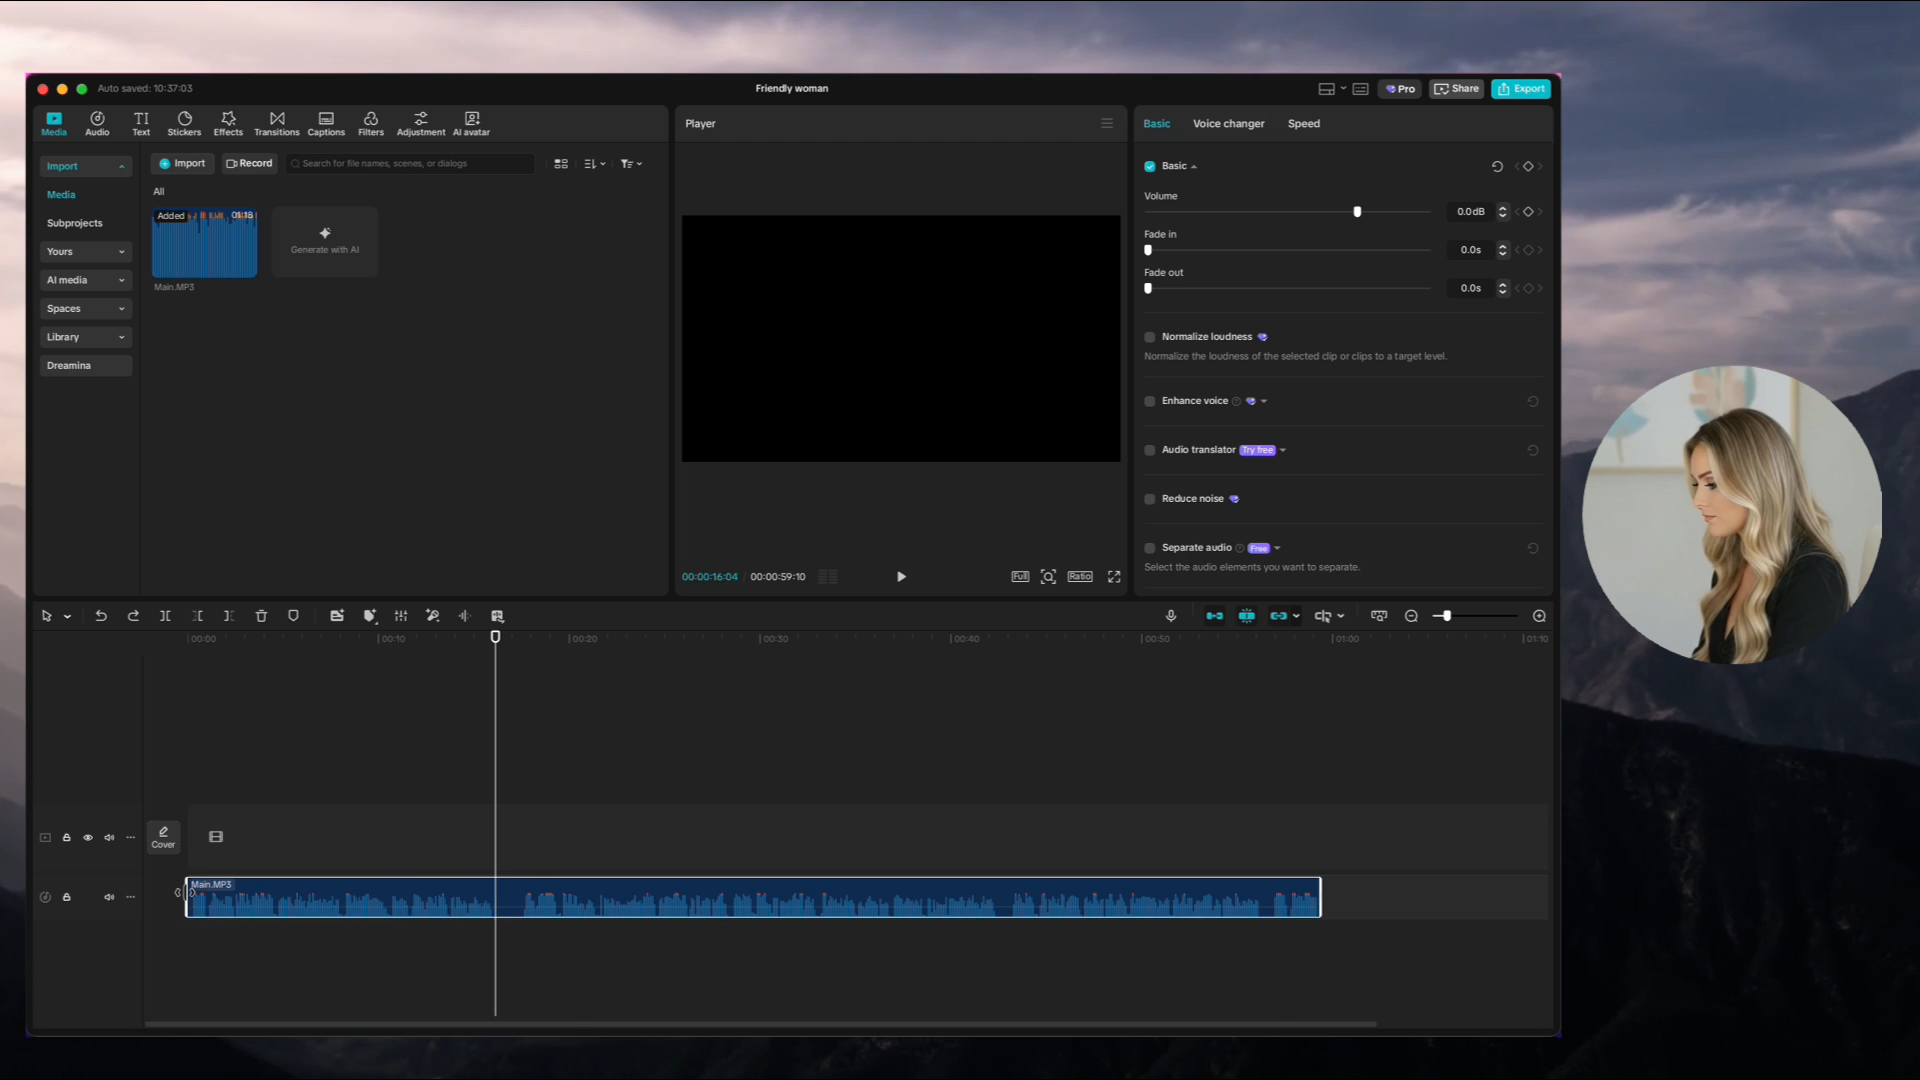 Auto saved: 10:37:03
Friendly woman
Pro
Share
Export
Media
Audio
TI
Text
Stickers
Effects
Transitions
Captions
Filters
Adjustment
AI avatar
Import
Media
Subprojects
Yours
AI media
Spaces
Library
Dreamina
Import
Record
Search for file names, scenes, or dialogs
All
Added
01:18
Main.MP3
Generate with AI
Player
00:00:16:04 / 00:00:59:10
Full
Ratio
Basic
Voice changer
Speed
Basic
Volume
0.0dB
Fade in
0.0s
Fade out
0.0s
Normalize loudness
Normalize the loudness of the selected clip or clips to a target level.
Enhance voice
Audio translator Try free
Reduce noise
Separate audio Free
Select the audio elements you want to separate.
00:00
00:10
00:20
00:30
00:40
00:50
01:00
01:10
Cover
Main.MP3